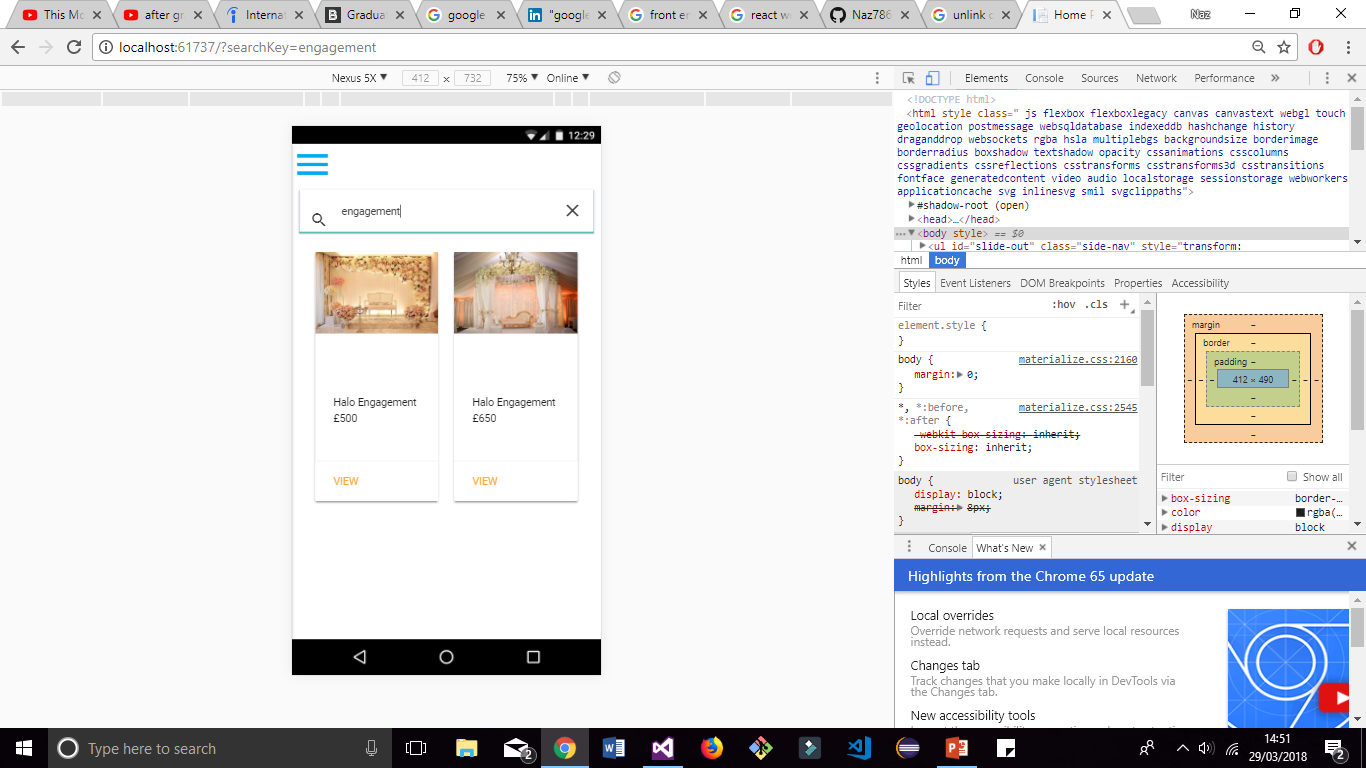 This Mo
after gr
Internat
Gradua
google
"google
front en
react w
Naz786
unlink c
Home P
Naz
localhost:61737/?searchKey=engagement
Nexus 5X 412 x 732 75% Online
Elements Console Sources Network Performance »
12:29
engagement
Halo Engagement
£500
VIEW
Halo Engagement
£650
VIEW
<!DOCTYPE html>
<html style class=" js flexbox flexboxlegacy canvas canvastext webgl touch
geolocation postmessage websqldatabase indexeddb hashchange history
draganddrop websockets rgba hsla multiplebgs backgroundsize borderimage
borderradius boxshadow textshadow opacity cssanimations csscolumns
cssgradients cssreflections csstransforms csstransforms3d csstransitions
fontface generatedcontent video audio localstorage sessionstorage webworkers
applicationcache svg inlinesvg smil svgclippaths">
#shadow-root (open)
<head>…</head>
<body style> == $0
<ul id="slide-out" class="side-nav" style="transform:
html body
Styles Event Listeners DOM Breakpoints Properties Accessibility
Filter :hov .cls +
element.style {
}
body { materialize.css:2160
margin: 0;
}
*, *:before, materialize.css:2545
*:after {
-webkit-box-sizing: inherit;
box-sizing: inherit;
}
body { user agent stylesheet
display: block;
margin: 8px;
}
margin –
border –
padding –
– – – 412 × 490 – – –
–
–
–
Filter Show all
box-sizing border-…
color rgba(…
display block
Console What's New
Highlights from the Chrome 65 update
Local overrides
Override network requests and serve local resources
instead.
Changes tab
Track changes that you make locally in DevTools via
the Changes tab.
New accessibility tools
Type here to search
2
14:51
29/03/2018
2